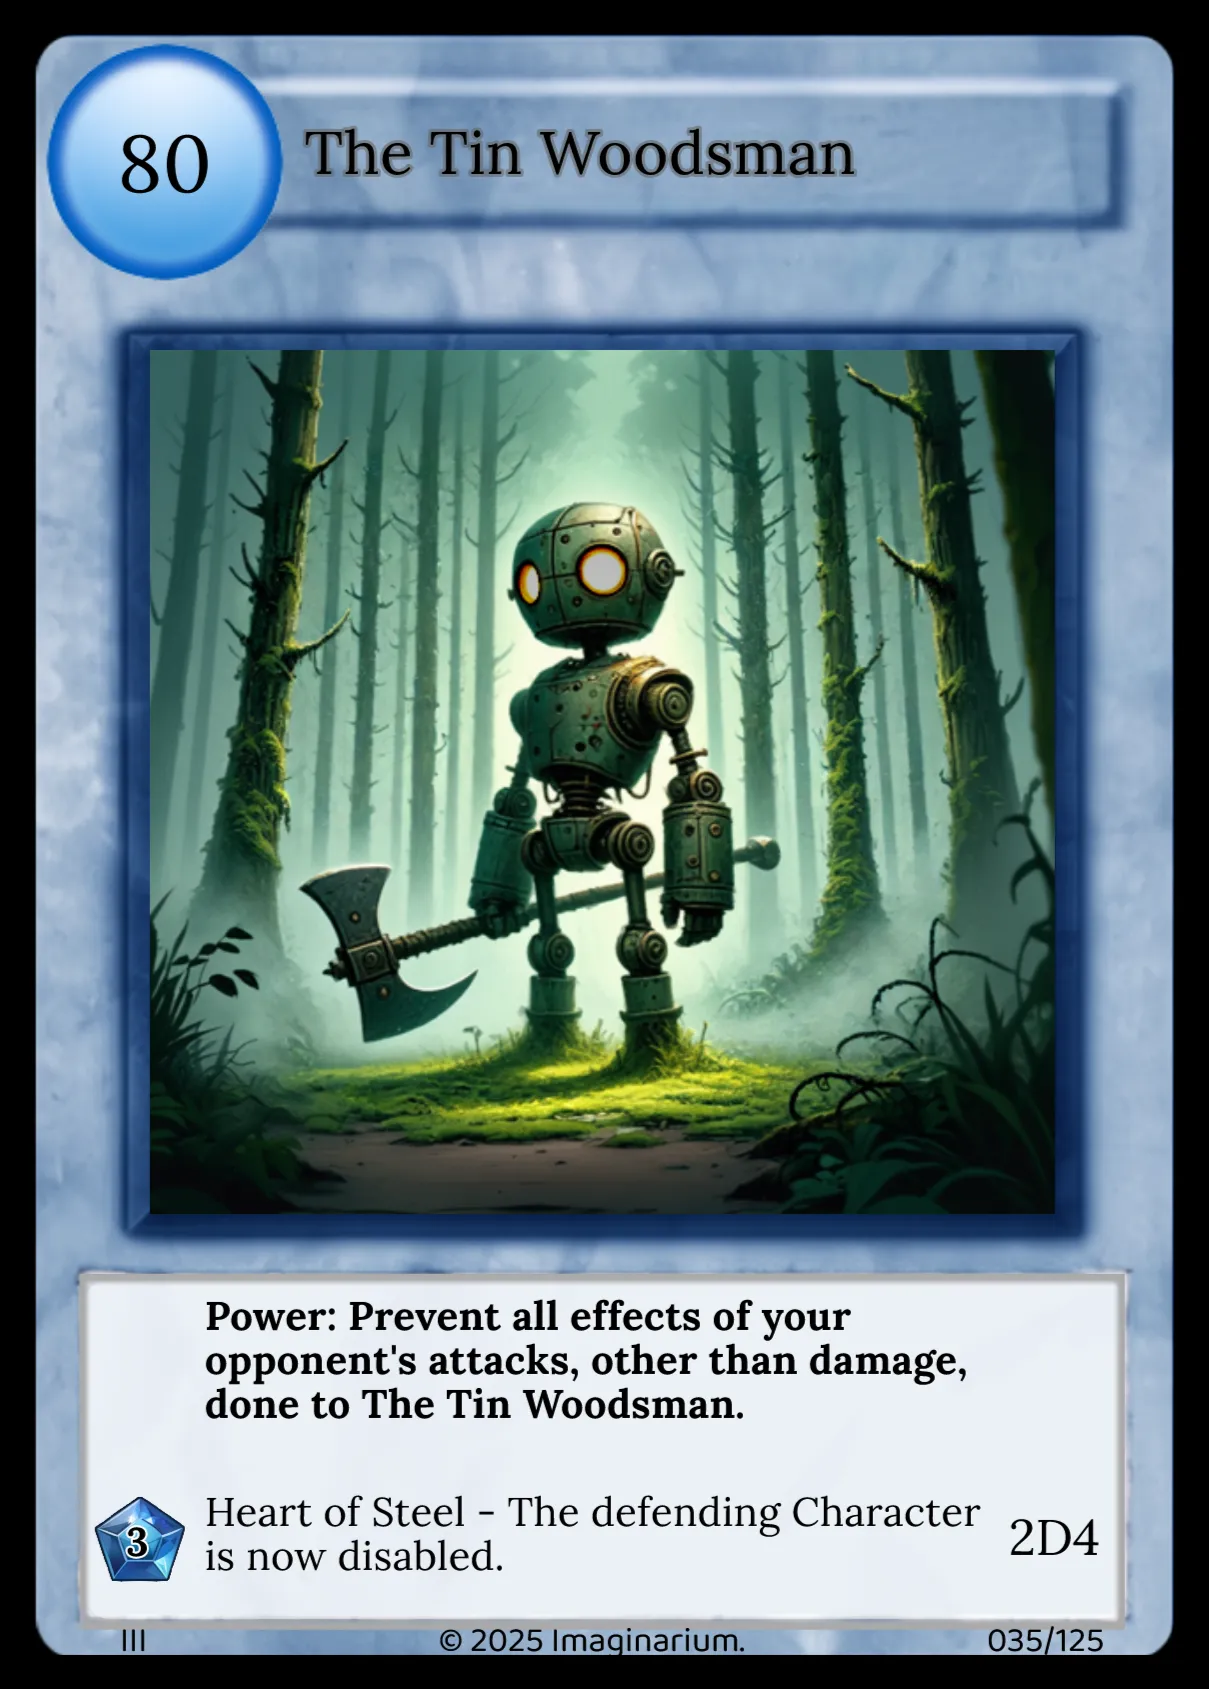 80
The Tin Woodsman
Power: Prevent all effects of your
opponent's attacks, other than damage,
done to The Tin Woodsman.
3
Heart of Steel - The defending Character
is now disabled.
2D4
III
© 2025 Imaginarium.
035/125